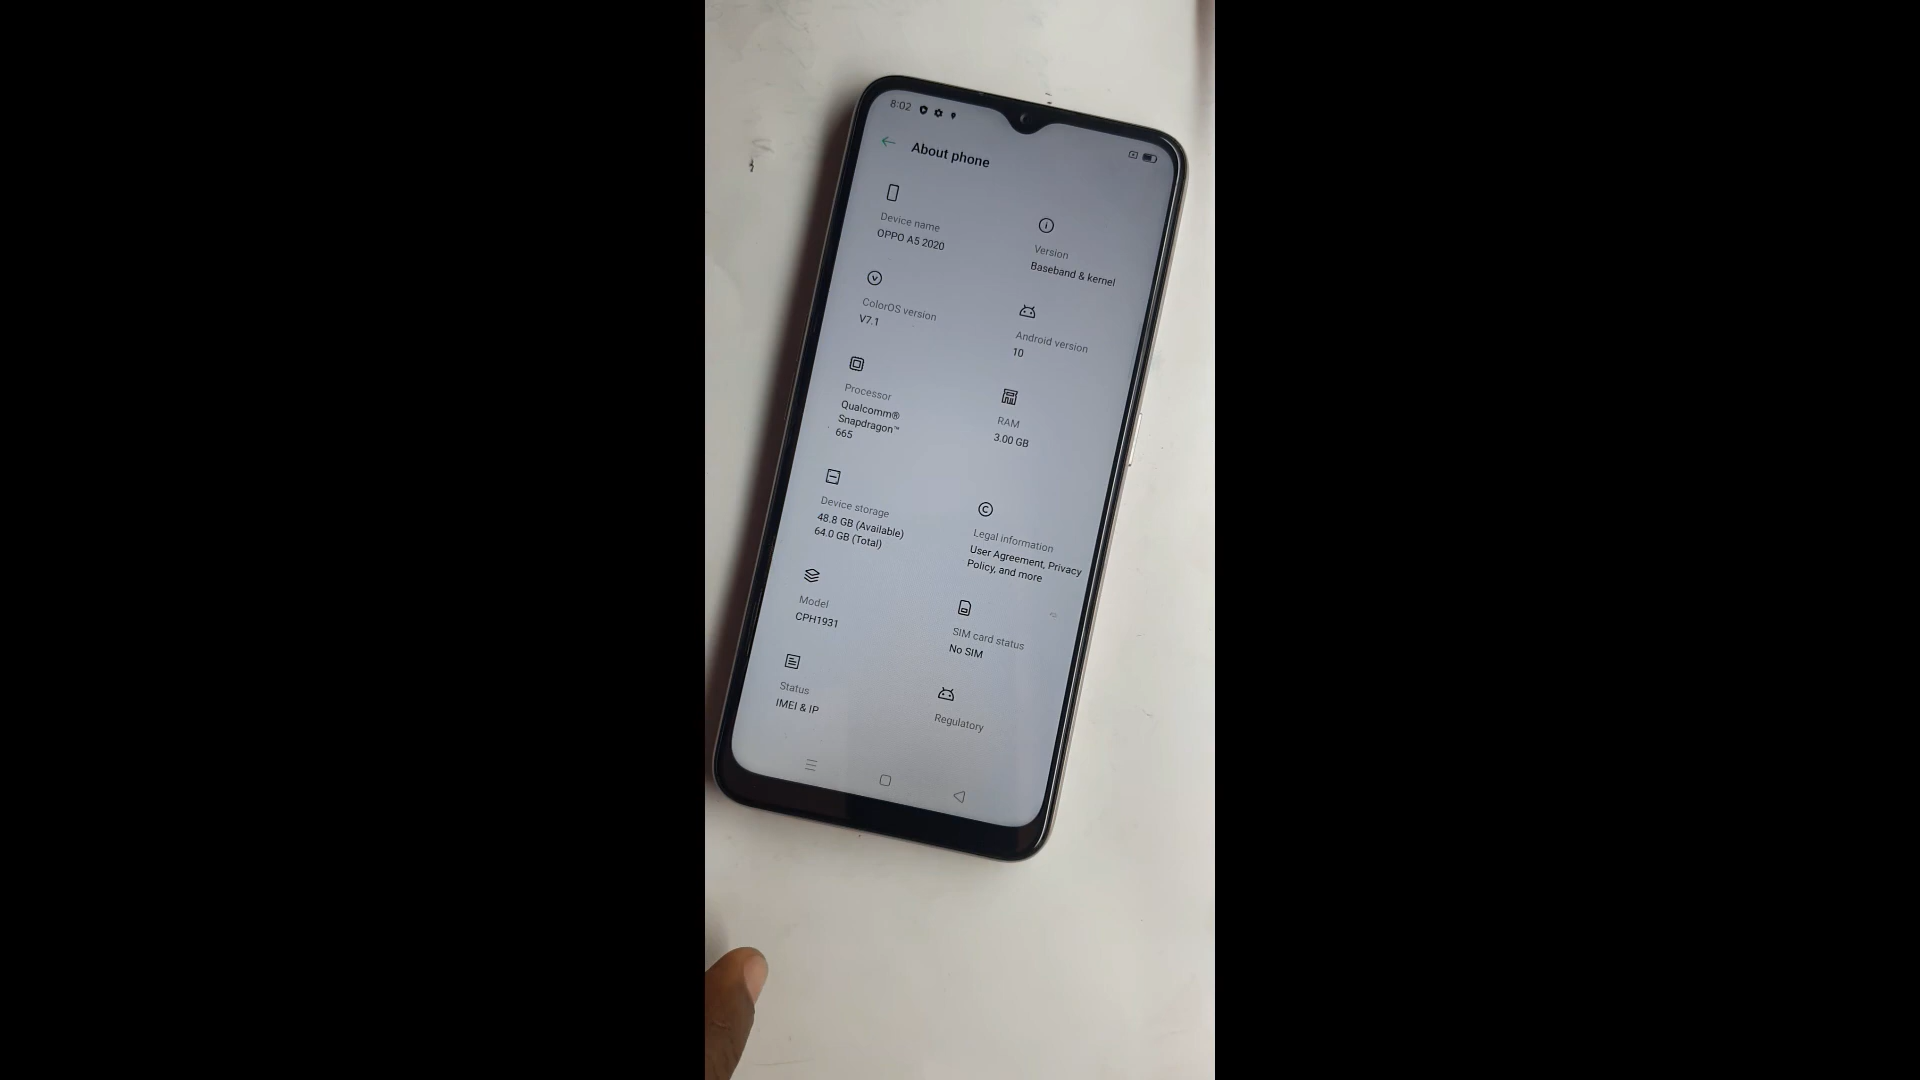 8:02
About phone
Device name
OPPO A5 2020
Version
Baseband & kernel
ColorOS version
V7.1
Android version
10
Processor
Qualcomm®
Snapdragon™
665
RAM
3.00 GB
Device storage
48.8 GB (Available)
64.0 GB (Total)
Legal information
User Agreement, Privacy
Policy, and more
Model
CPH1931
SIM card status
No SIM
Status
IMEI & IP
Regulatory